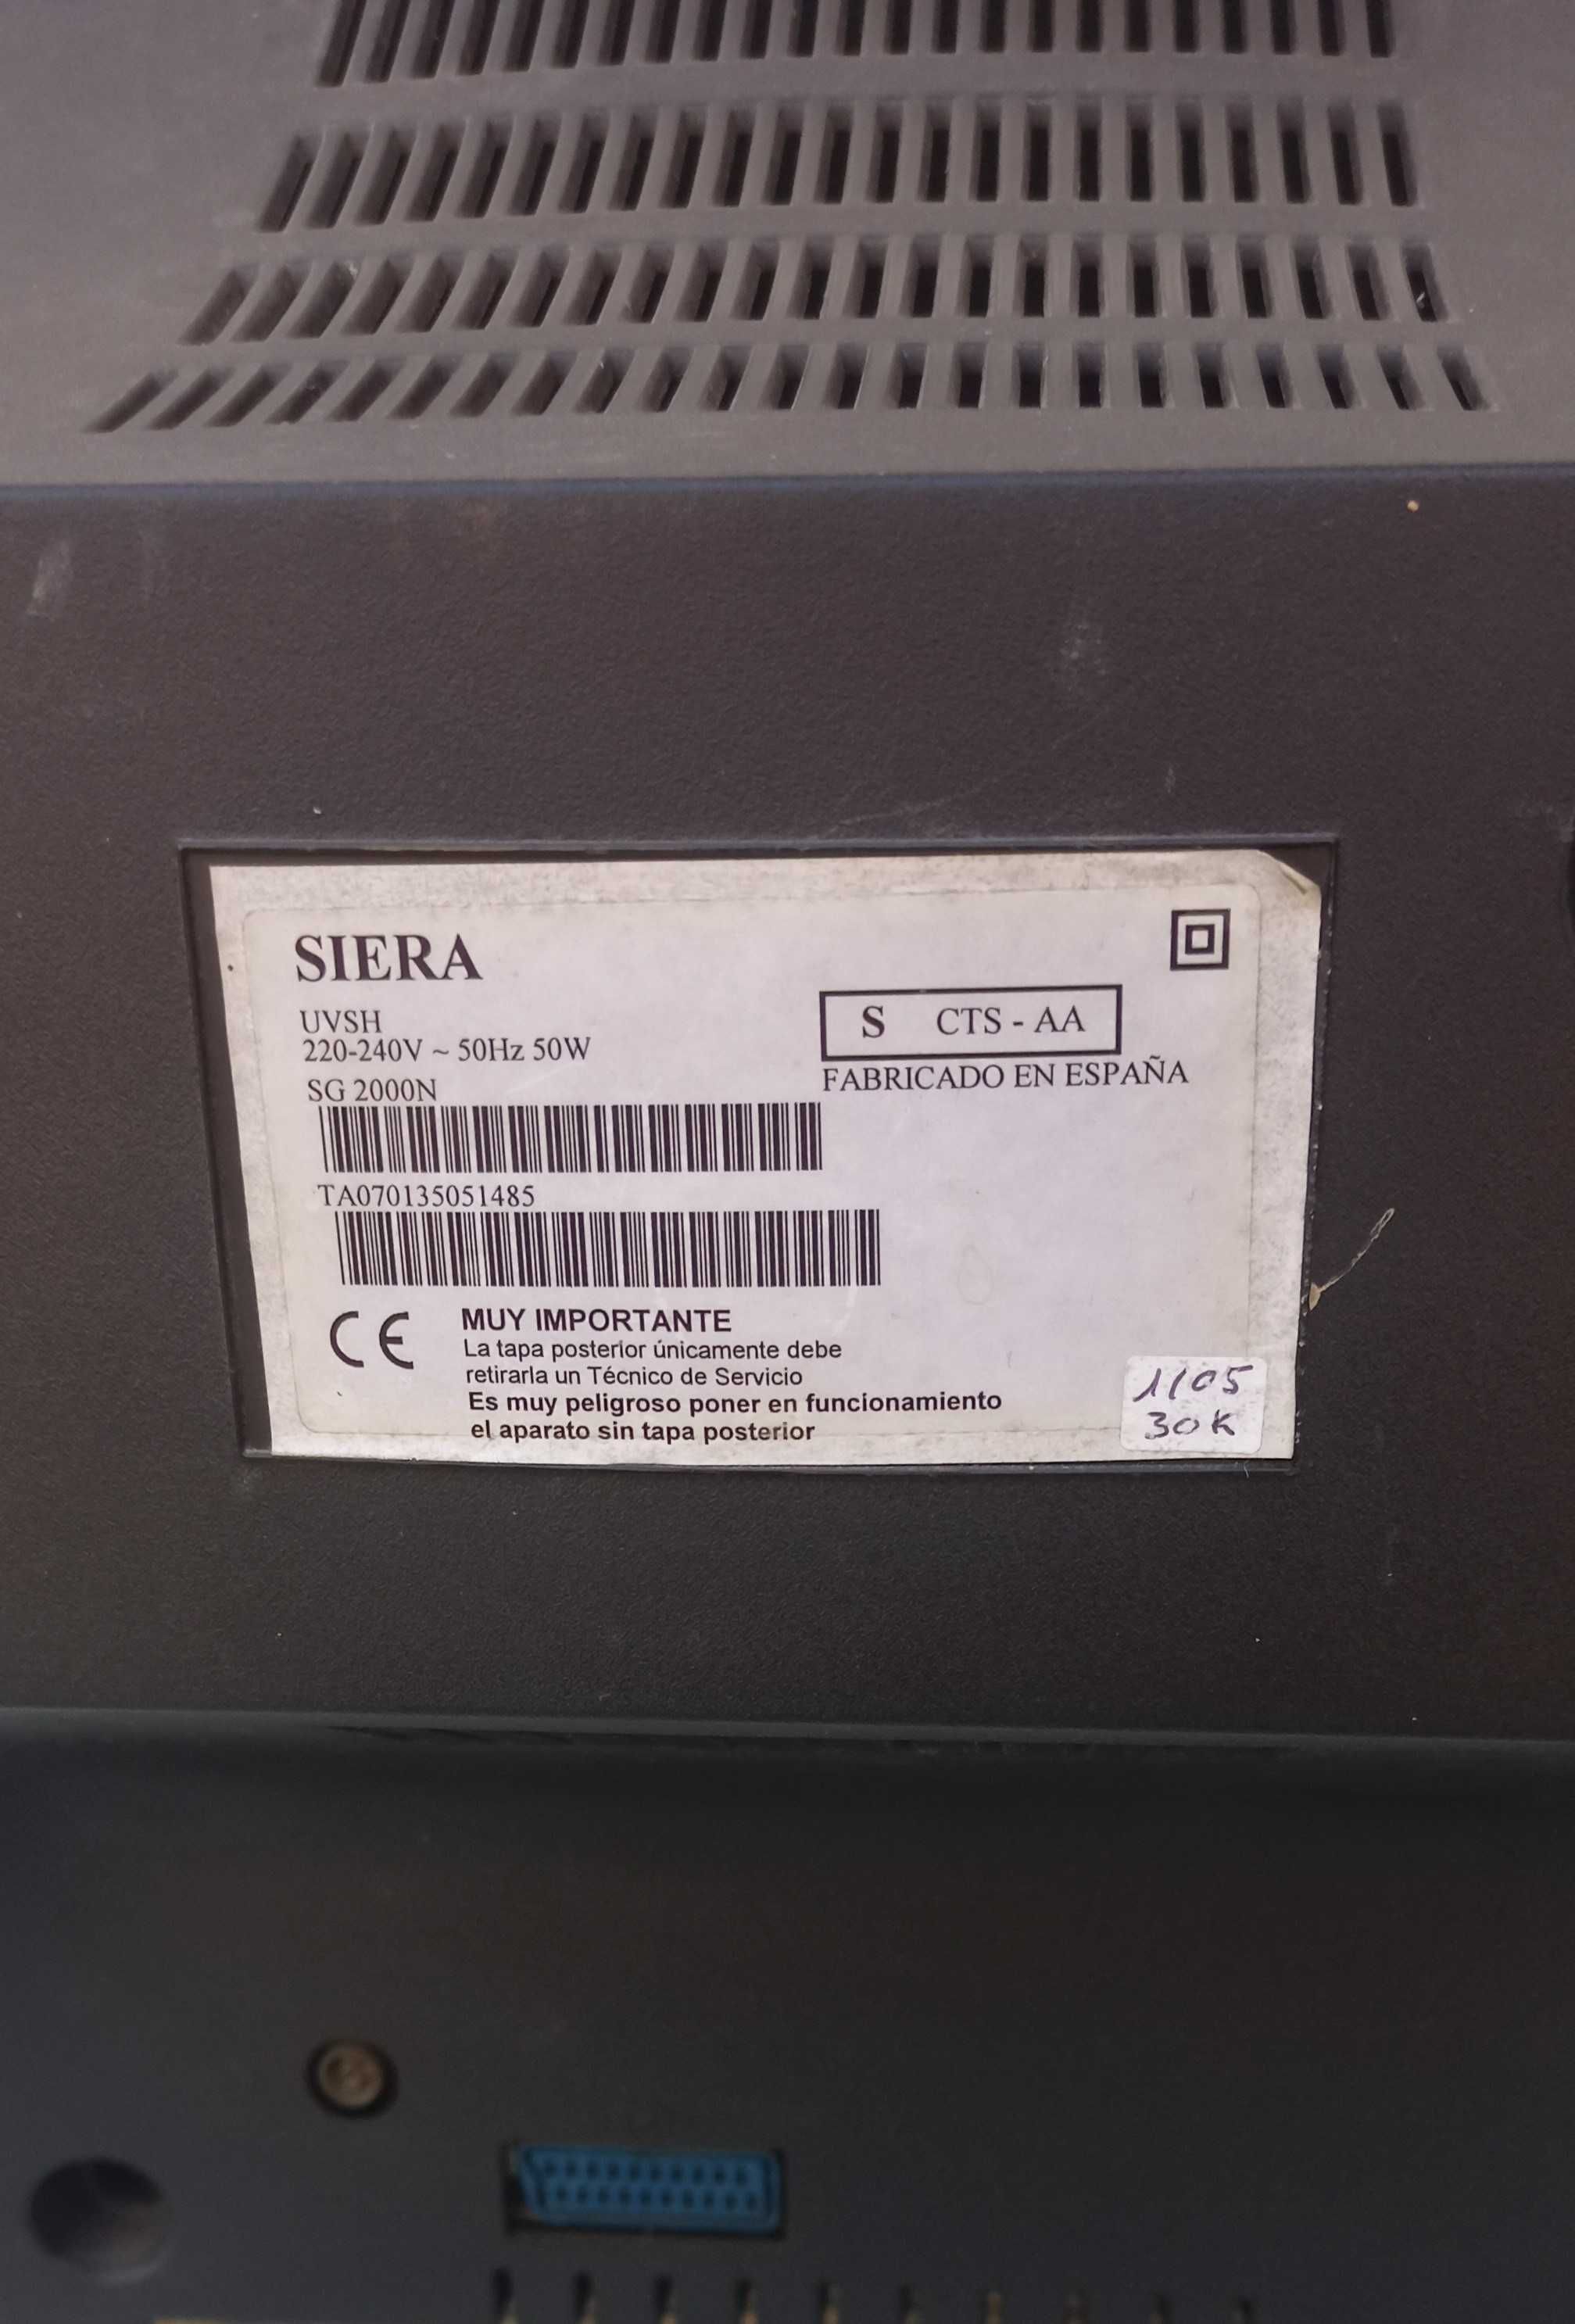 SIERA
UVSH
220-240V ~ 50Hz 50W
S CTS - AA
FABRICADO EN ESPAÑA
SG 2000N
TA070135051485
CE
MUY IMPORTANTE
La tapa posterior únicamente debe
retirarla un Técnico de Servicio
Es muy peligroso poner en funcionamiento
el aparato sin tapa posterior
1105
30K